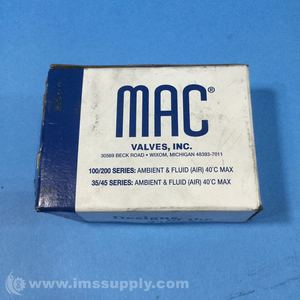 MAC®
VALVES, INC.
30569 BECK ROAD • WIXOM, MICHIGAN 48393-7011
100/200 SERIES: AMBIENT & FLUID (AIR) 40°C MAX
35/45 SERIES: AMBIENT & FLUID (AIR) 40°C MAX
© www.imssupply.com